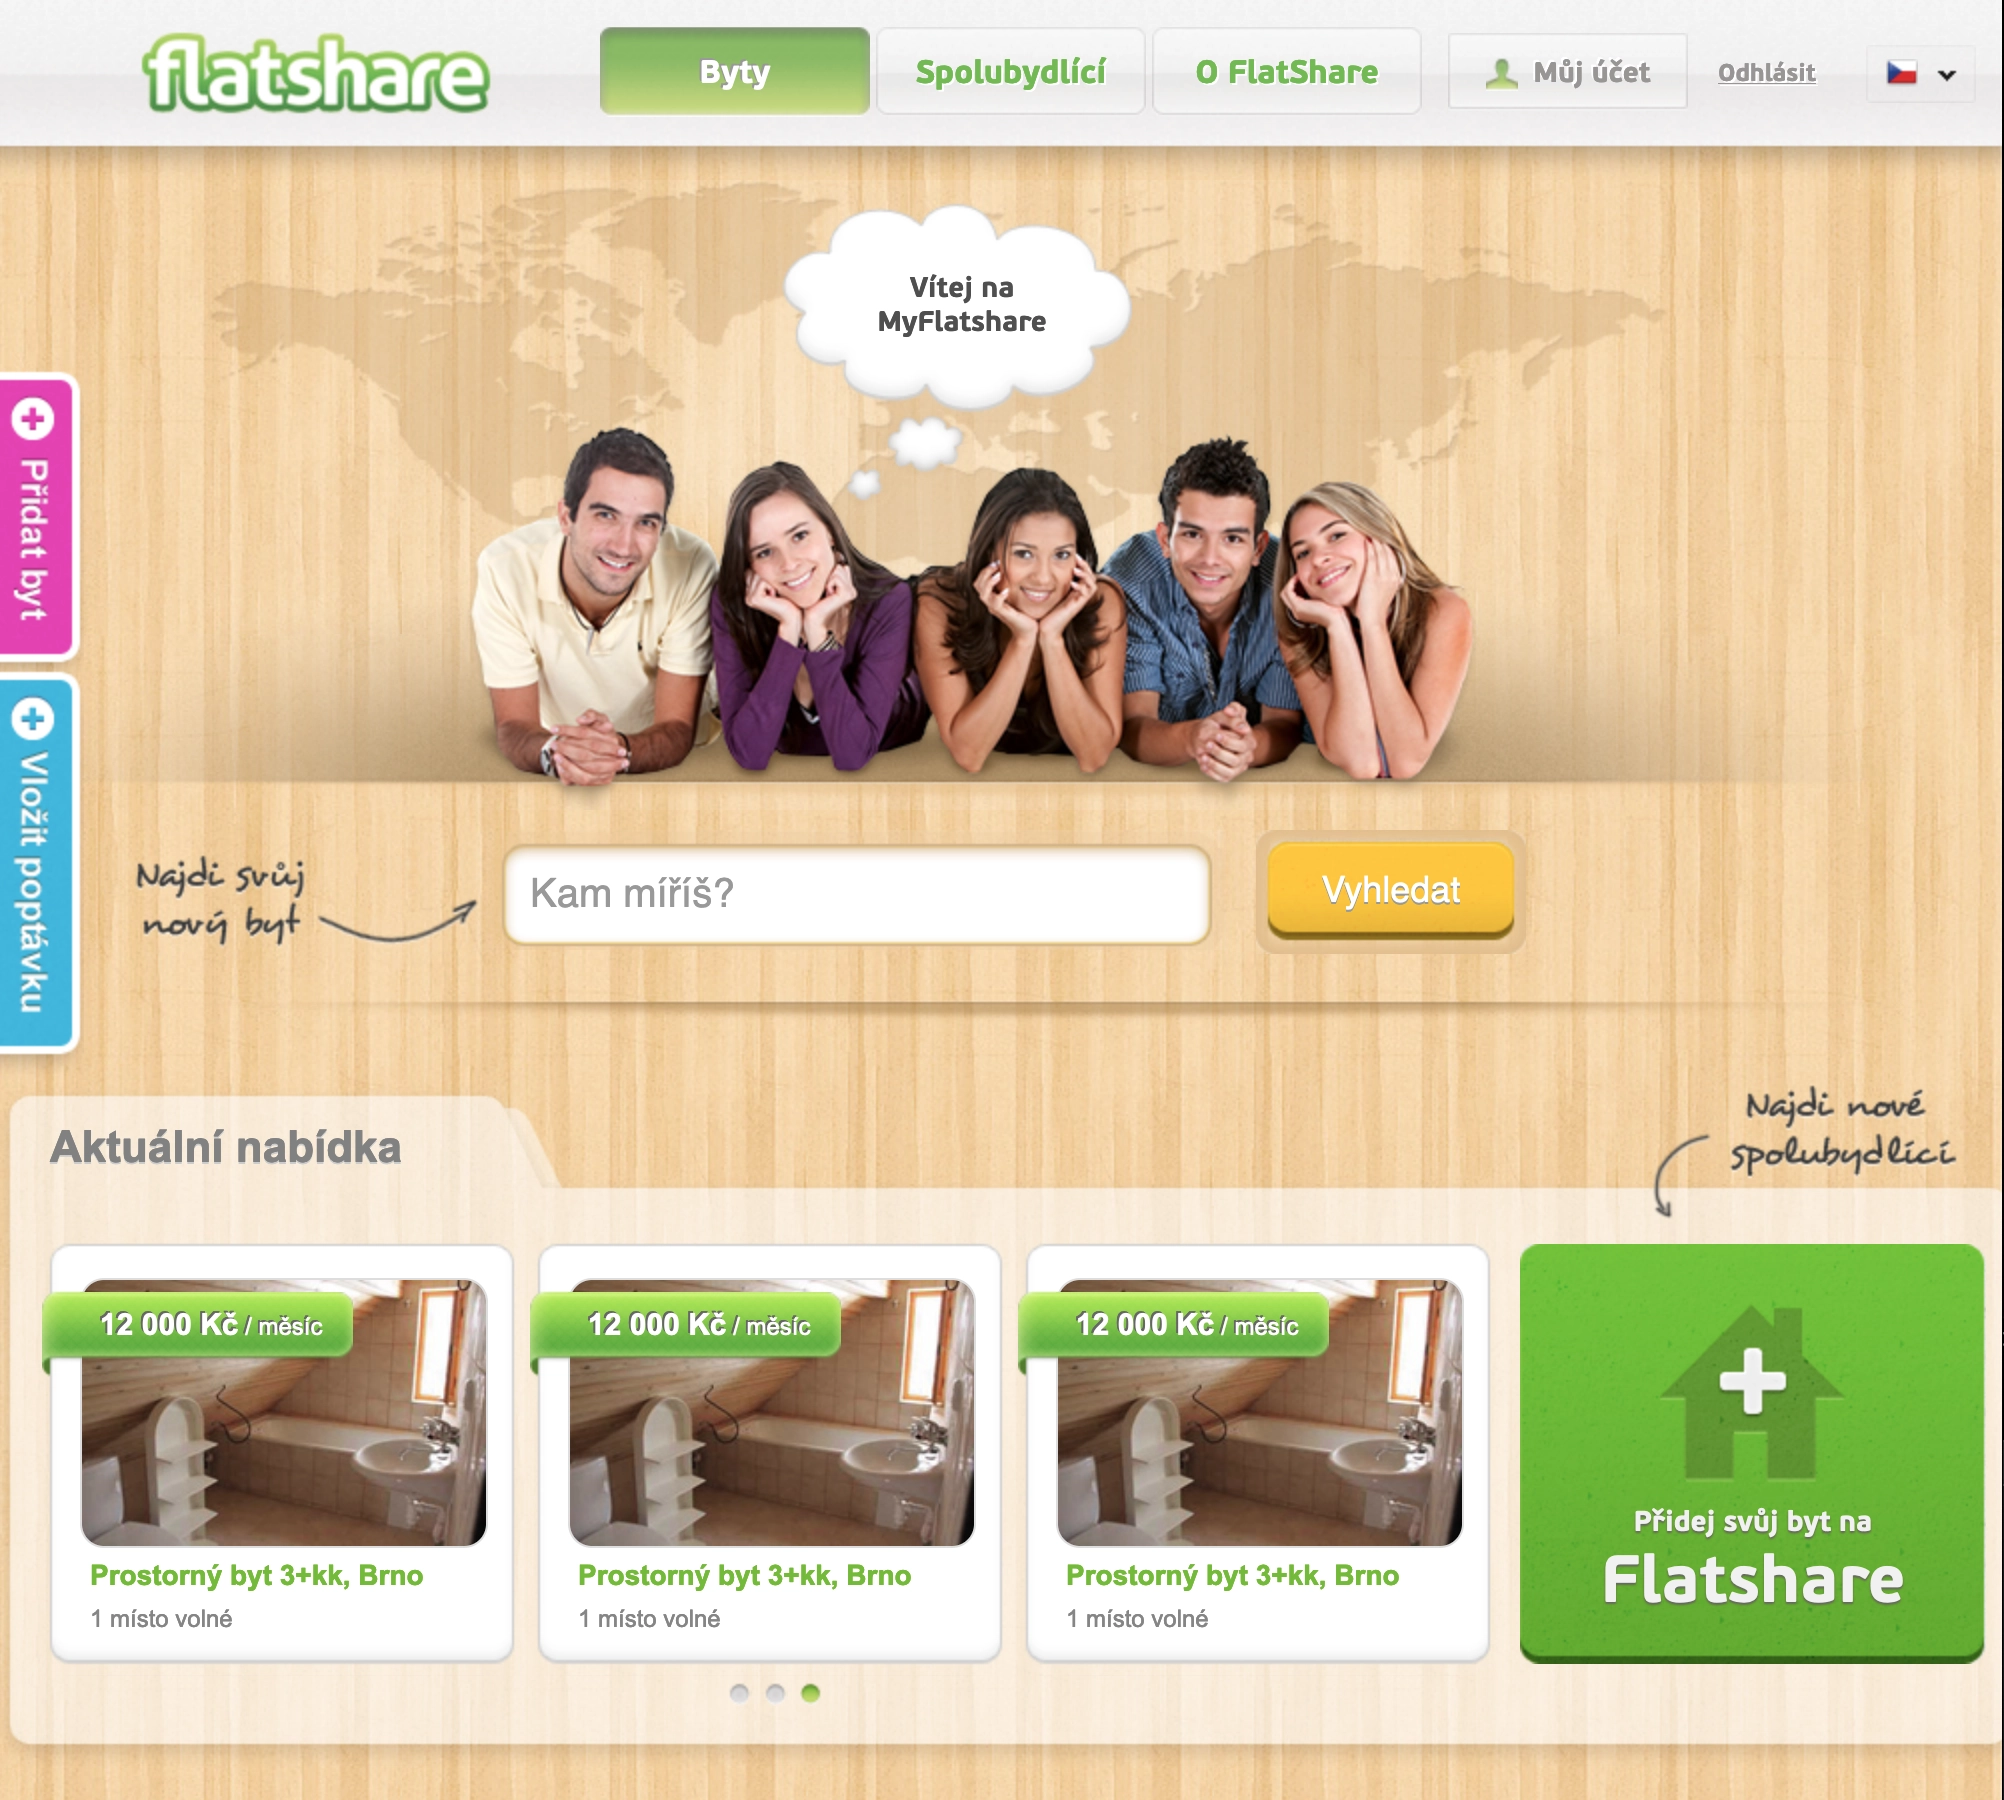 flatshare
Byty
Spolubydlící
O FlatShare
Můj účet
Odhlásit
Vítej na
MyFlatshare
Přidat byt
Vložit poptávku
Najdi svůj
nový byt
Kam míříš?
Vyhledat
Najdi nové
spolubydlící
Aktuální nabídka
12 000 Kč / měsíc
Prostorný byt 3+kk, Brno
1 místo volné
12 000 Kč / měsíc
Prostorný byt 3+kk, Brno
1 místo volné
12 000 Kč / měsíc
Prostorný byt 3+kk, Brno
1 místo volné
Přidej svůj byt na
Flatshare